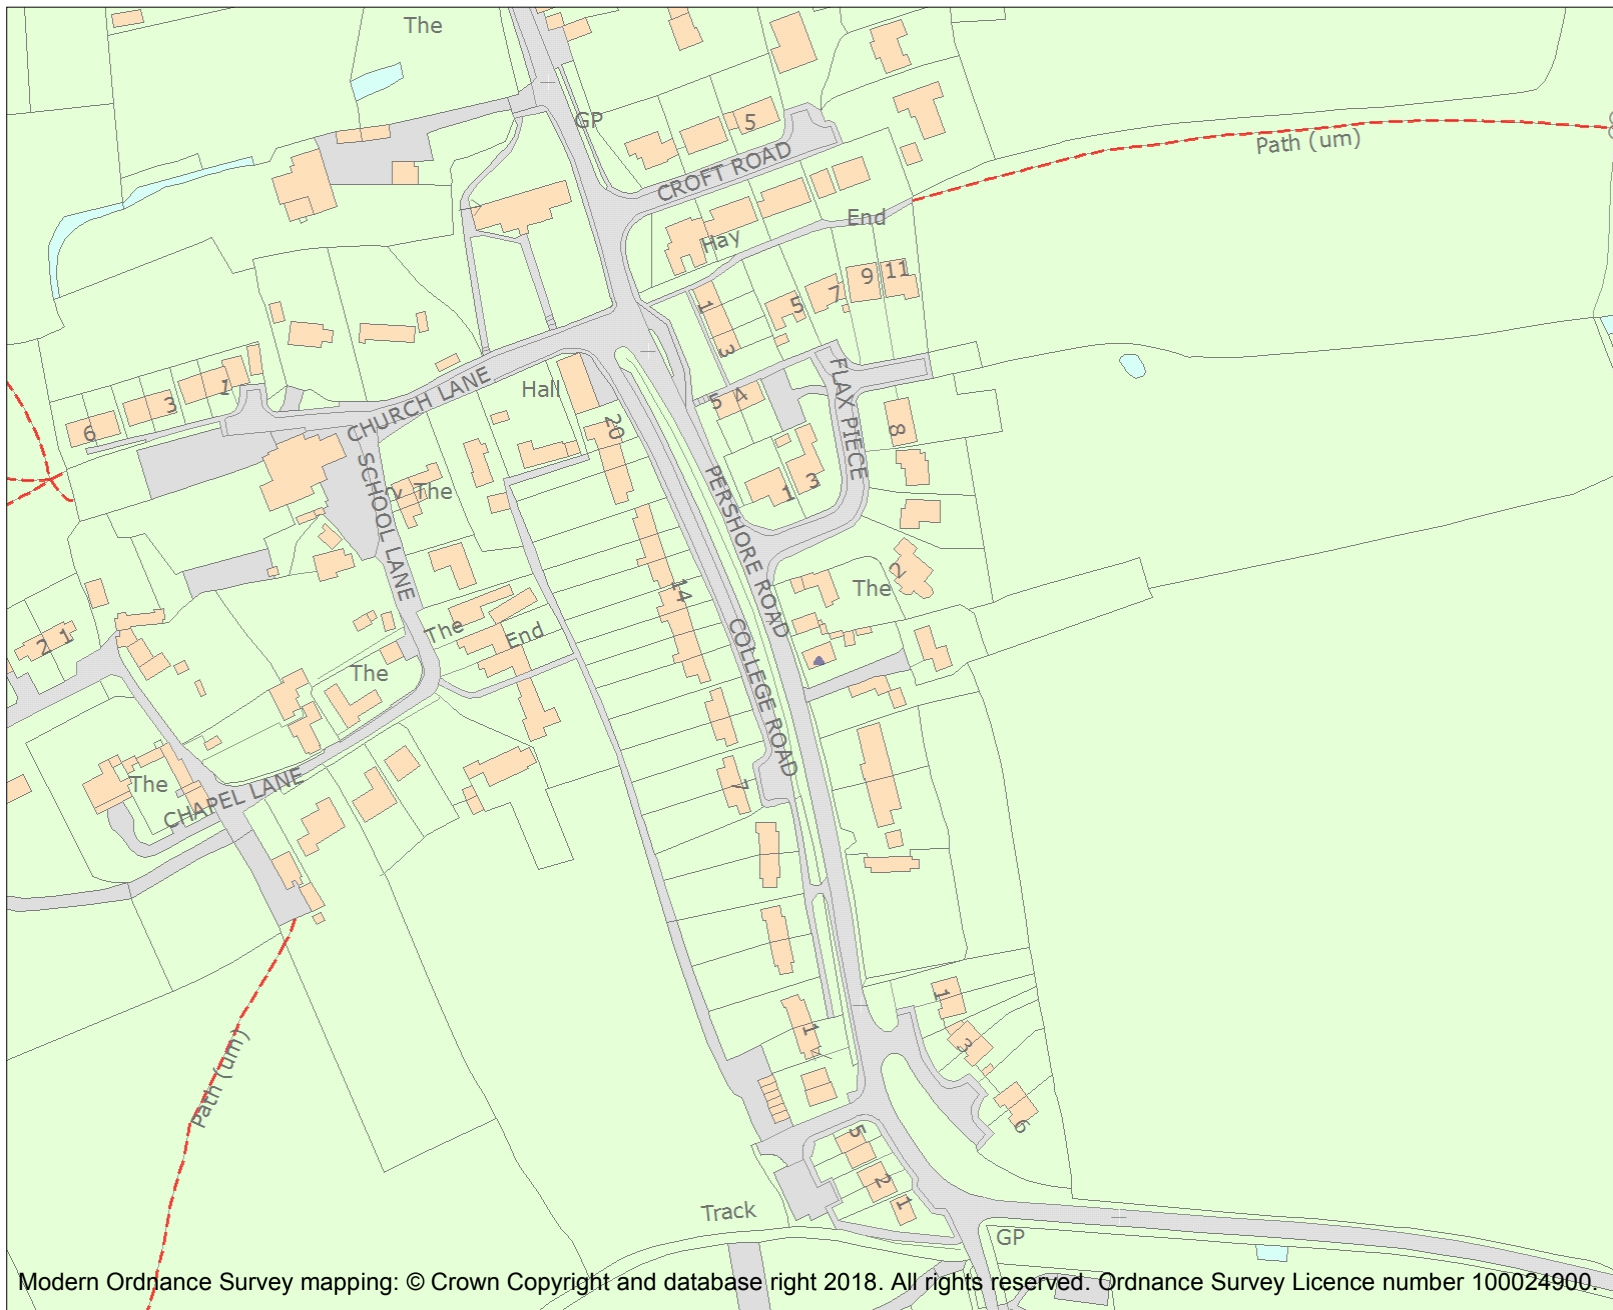 The
GP
5
CROFT ROAD
Path (um)
End
Hay
1
3
5
7
9
11
1
3
6
CHURCH LANE
Hall
20
5
4
FLAX PIECE
8
1
3
The
SCHOOL LANE
PERSHORE ROAD
14
2
The
The
End
2
1
The
COLLEGE ROAD
7
The
CHAPEL LANE
1
3
6
1
Path (um)
5
2
1
Track
GP
Modern Ordnance Survey mapping: © Crown Copyright and database right 2018. All rights reserved. Ordnance Survey Licence number 100024900.